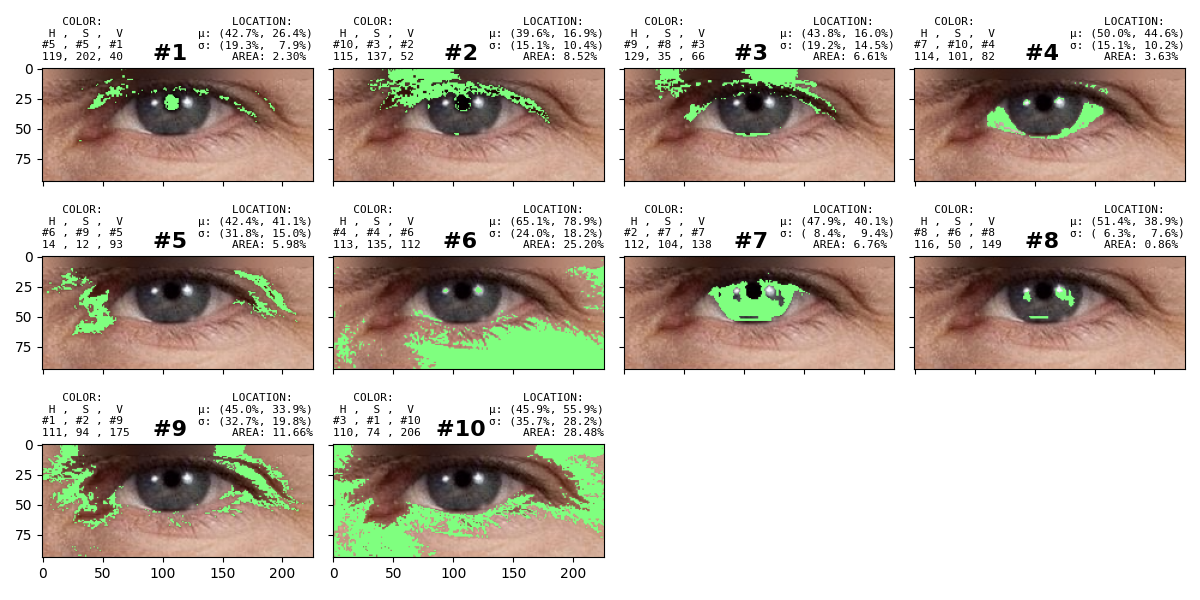 COLOR: LOCATION:
H , S , V μ: (42.7%, 26.4%)
#5 , #5 , #1 #1 σ: (19.3%, 7.9%)
119, 202, 40 AREA: 2.30%
COLOR: LOCATION:
H , S , V μ: (39.6%, 16.9%)
#10, #3 , #2 #2 σ: (15.1%, 10.4%)
115, 137, 52 AREA: 8.52%
COLOR: LOCATION:
H , S , V μ: (43.8%, 16.0%)
#9 , #8 , #3 #3 σ: (19.2%, 14.5%)
129, 35 , 66 AREA: 6.61%
COLOR: LOCATION:
H , S , V μ: (50.0%, 44.6%)
#7 , #10, #4 #4 σ: (15.1%, 10.2%)
114, 101, 82 AREA: 3.63%
0
25
50
75
COLOR: LOCATION:
H , S , V μ: (42.4%, 41.1%)
#6 , #9 , #5 #5 σ: (31.8%, 15.0%)
14 , 12 , 93 AREA: 5.98%
COLOR: LOCATION:
H , S , V μ: (65.1%, 78.9%)
#4 , #4 , #6 #6 σ: (24.0%, 18.2%)
113, 135, 112 AREA: 25.20%
COLOR: LOCATION:
H , S , V μ: (47.9%, 40.1%)
#2 , #7 , #7 #7 σ: ( 8.4%, 9.4%)
112, 104, 138 AREA: 6.76%
COLOR: LOCATION:
H , S , V μ: (51.4%, 38.9%)
#8 , #6 , #8 #8 σ: ( 6.3%, 7.6%)
116, 50 , 149 AREA: 0.86%
0
25
50
75
COLOR: LOCATION:
H , S , V μ: (45.0%, 33.9%)
#1 , #2 , #9 #9 σ: (32.7%, 19.8%)
111, 94 , 175 AREA: 11.66%
COLOR: LOCATION:
H , S , V μ: (45.9%, 55.9%)
#3 , #1 , #10 #10 σ: (35.7%, 28.2%)
110, 74 , 206 AREA: 28.48%
0
25
50
75
0 50 100 150 200
0 50 100 150 200